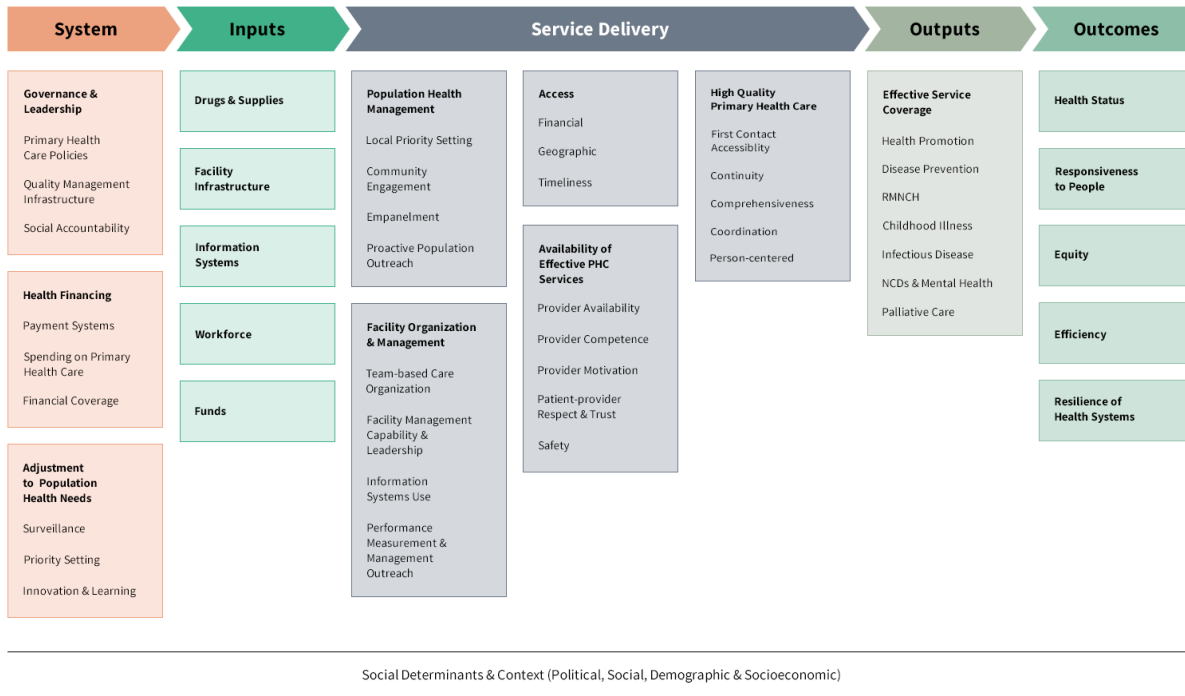 System
Inputs
Service Delivery
Outputs
Outcomes
Governance &
Leadership
Primary Health
Care Policies
Quality Management
Infrastructure
Social Accountability
Health Financing
Payment Systems
Spending on Primary
Health Care
Financial Coverage
Adjustment
to Population
Health Needs
Surveillance
Priority Setting
Innovation & Learning
Drugs & Supplies
Facility
Infrastructure
Information
Systems
Workforce
Funds
Population Health
Management
Local Priority Setting
Community
Engagement
Empanelment
Proactive Population
Outreach
Facility Organization
& Management
Team-based Care
Organization
Facility Management
Capability &
Leadership
Information
Systems Use
Performance
Measurement &
Management
Outreach
Access
Financial
Geographic
Timeliness
Availability of
Effective PHC
Services
Provider Availability
Provider Competence
Provider Motivation
Patient-provider
Respect & Trust
Safety
High Quality
Primary Health Care
First Contact
Accessiblity
Continuity
Comprehensiveness
Coordination
Person-centered
Effective Service
Coverage
Health Promotion
Disease Prevention
RMNCH
Childhood Illness
Infectious Disease
NCDs & Mental Health
Palliative Care
Health Status
Responsiveness
to People
Equity
Efficiency
Resilience of
Health Systems
Social Determinants & Context (Political, Social, Demographic & Socioeconomic)